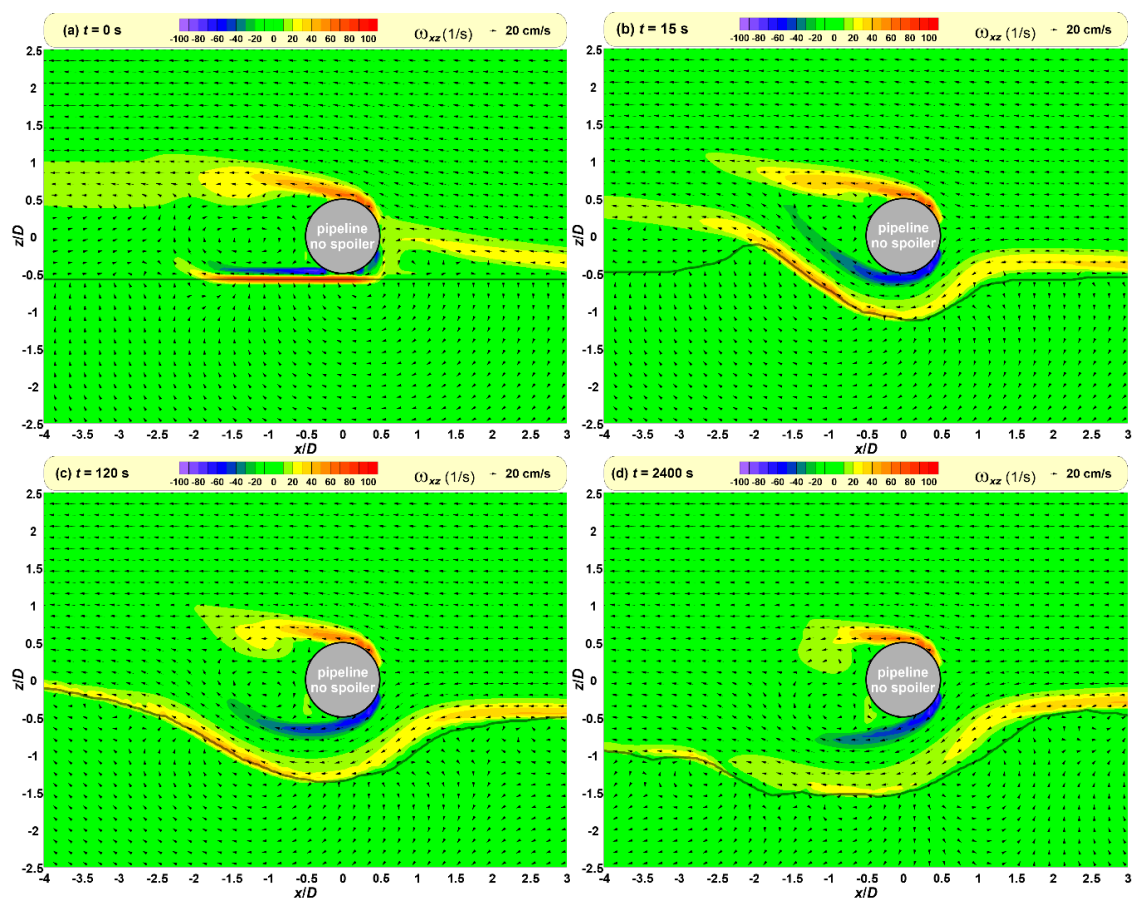 (a) t = 0 s
-100 -80 -60 -40 -20 0 20 40 60 80 100
ωxz (1/s)
20 cm/s
2.5
2
1.5
1
0.5
0
-0.5
-1
-1.5
-2
-2.5
z/D
pipeline
no spoiler
-4 -3.5 -3 -2.5 -2 -1.5 -1 -0.5 0 0.5 1 1.5 2 2.5 3
x/D
(b) t = 15 s
-100 -80 -60 -40 -20 0 20 40 60 80 100
ωxz (1/s)
20 cm/s
2.5
2
1.5
1
0.5
0
-0.5
-1
-1.5
-2
-2.5
z/D
pipeline
no spoiler
-4 -3.5 -3 -2.5 -2 -1.5 -1 -0.5 0 0.5 1 1.5 2 2.5 3
x/D
(c) t = 120 s
-100 -80 -60 -40 -20 0 20 40 60 80 100
ωxz (1/s)
20 cm/s
2.5
2
1.5
1
0.5
0
-0.5
-1
-1.5
-2
-2.5
z/D
pipeline
no spoiler
-4 -3.5 -3 -2.5 -2 -1.5 -1 -0.5 0 0.5 1 1.5 2 2.5 3
x/D
(d) t = 2400 s
-100 -80 -60 -40 -20 0 20 40 60 80 100
ωxz (1/s)
20 cm/s
2.5
2
1.5
1
0.5
0
-0.5
-1
-1.5
-2
-2.5
z/D
pipeline
no spoiler
-4 -3.5 -3 -2.5 -2 -1.5 -1 -0.5 0 0.5 1 1.5 2 2.5 3
x/D